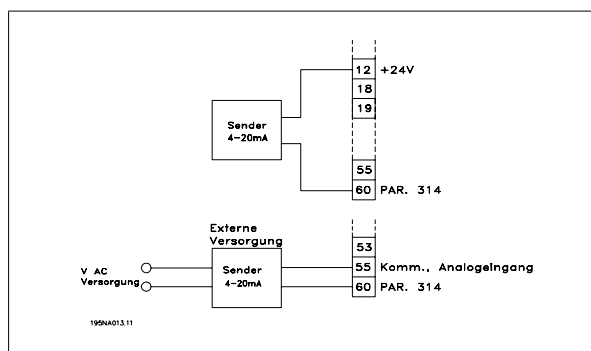 12 +24V
18
19
Sender
4-20mA
55
60 PAR. 314
Externe
Versorgung
53
V AC
Versorgung
Sender
4-20mA
55 Komm., Analogeingang
60 PAR. 314
195NA013.11